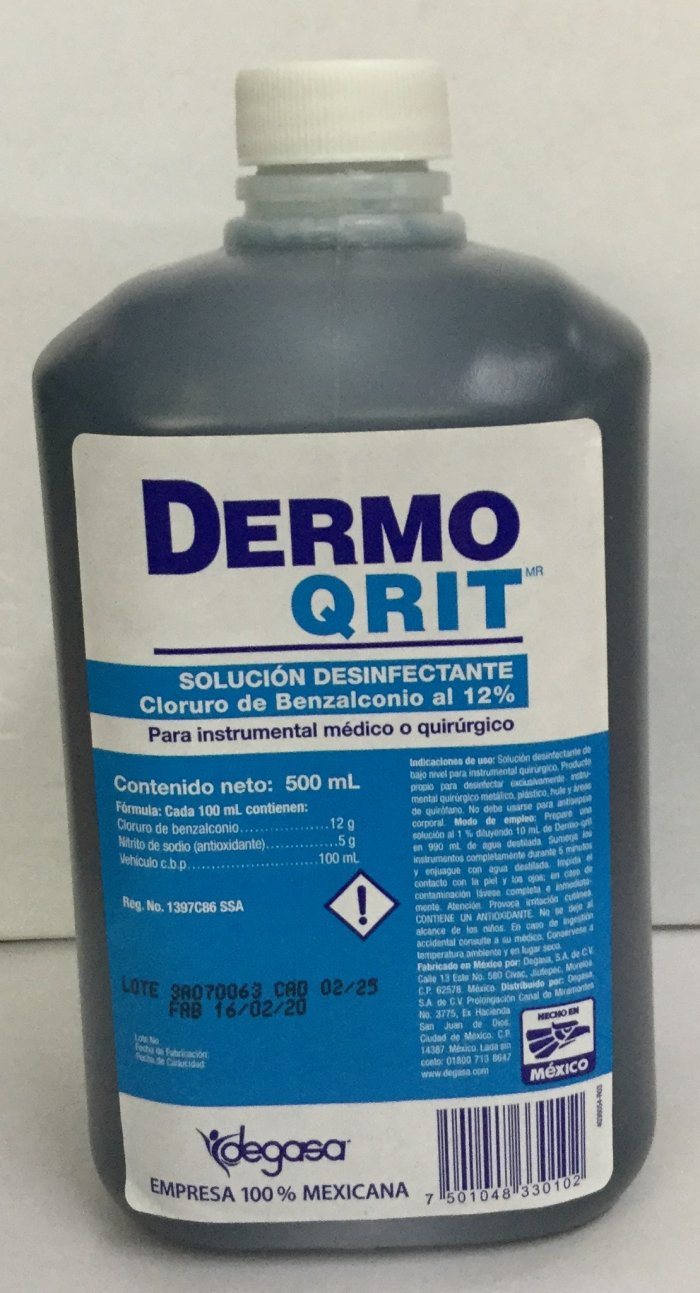 DERMO
QRIT MR
SOLUCIÓN DESINFECTANTE
Cloruro de Benzalconio al 12%
Para instrumental médico o quirúrgico
Contenido neto: 500 mL
Fórmula: Cada 100 mL contienen:
Cloruro de benzalconio....................12 g
Nitrito de sodio (antioxidante)...............5 g
Vehículo c.b.p...........................100 mL
Reg. No. 1397C86 SSA
LOTE 3A070063 CAD 02/25
FAB 16/02/20
Lote No
Fecha de Fabricación:
Fecha de Caducidad:
Indicaciones de uso: Solución desinfectante de
bajo nivel para instrumental quirúrgico. Producto
propio para desinfectar exclusivamente instru-
mental quirúrgico metálico, plástico, hule y áreas
de quirófano. No debe usarse para antisepsia
corporal. Modo de empleo: Prepare una
solución al 1 % diluyendo 10 mL de Dermo-qrit
en 990 mL de agua destilada. Sumerja los
instrumentos completamente durante 5 minutos
y enjuague con agua destilada. Impida el
contacto con la piel y los ojos; en caso de
contaminación lávese completa e inmediata-
mente. Atención. Provoca irritación cutánea.
CONTIENE UN ANTIOXIDANTE. No se deje al
alcance de los niños. En caso de ingestión
accidental consulte a su médico. Consérvese a
temperatura ambiente y en lugar seco.
Fabricado en México por: Degasa, S.A. de C.V.
Calle 13 Este No. 580 Civac, Jiutepec, Morelos
C.P. 62578 México. Distribuido por: Degasa,
S.A. de C.V. Prolongación Canal de Miramontes
No. 3775, Ex Hacienda
San Juan de Dios.
Ciudad de México. C.P.
14387. México. Lada sin
costo: 01800 713 8647
www.degasa.com
HECHO EN
MÉXICO
degasa
EMPRESA 100% MEXICANA
7 501048 330102